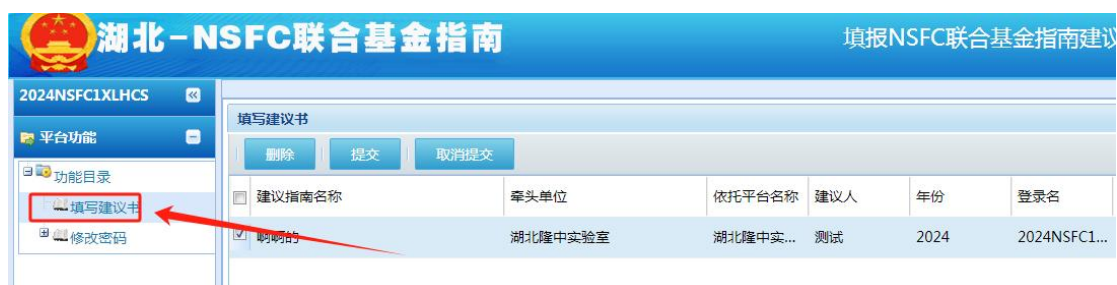 湖北-NSFC联合基金指南
填报NSFC联合基金指南建议
2024NSFC1XLHCS
平台功能
功能目录
填写建议书
修改密码
填写建议书
删除 提交 取消提交
建议指南名称 牵头单位 依托平台名称 建议人 年份 登录名
啊啊的 湖北隆中实验室 湖北隆中实... 测试 2024 2024NSFC1...